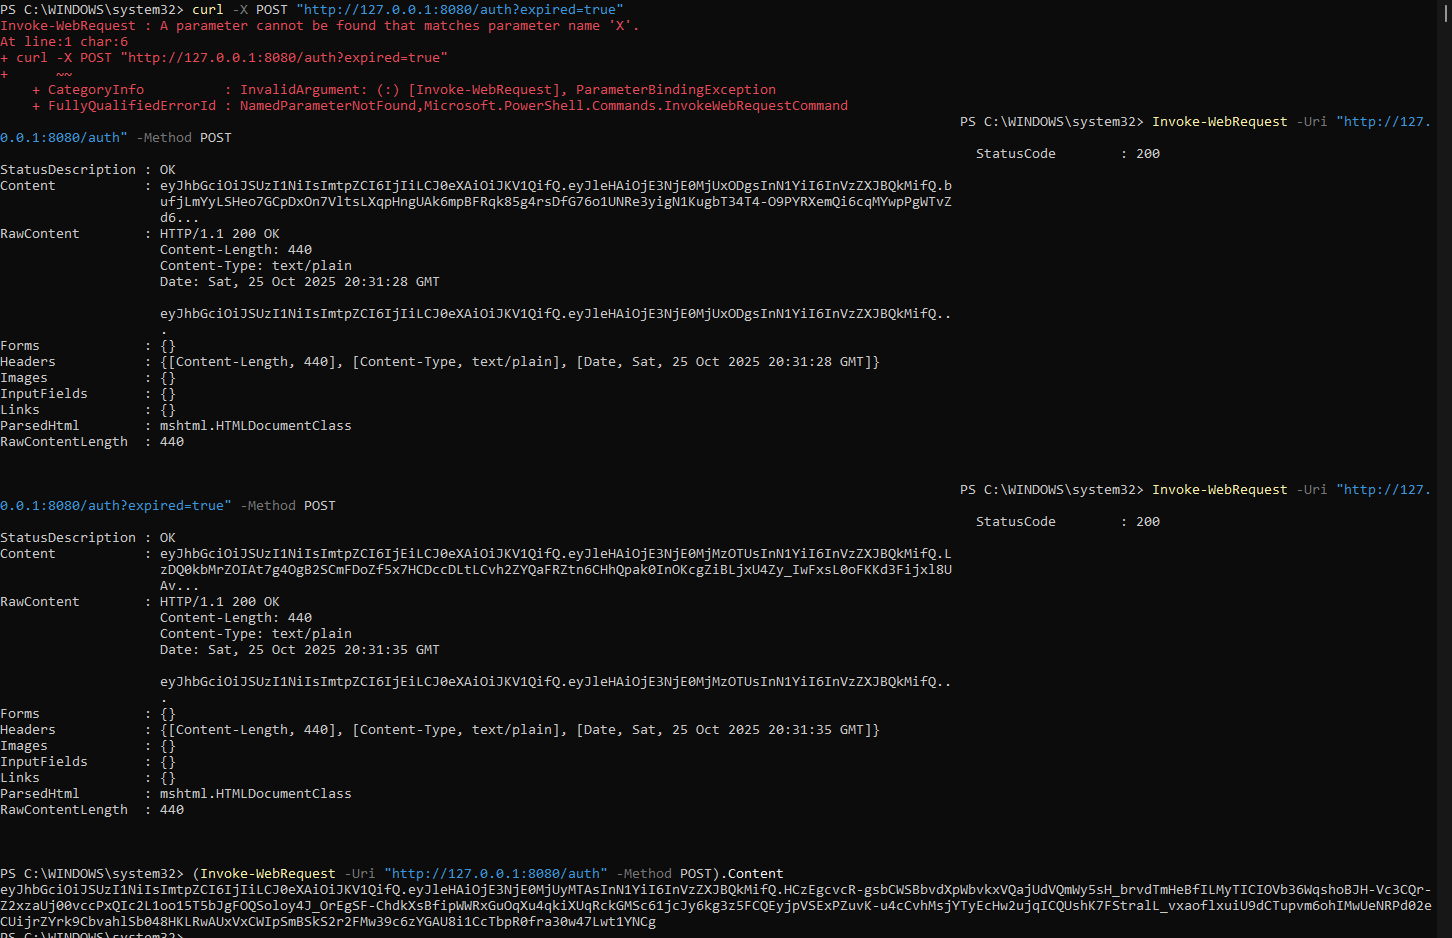 PS C:\WINDOWS\system32> curl -X POST "http://127.0.0.1:8080/auth?expired=true"
Invoke-WebRequest : A parameter cannot be found that matches parameter name 'X'.
At line:1 char:6
+ curl -X POST "http://127.0.0.1:8080/auth?expired=true"
+      ~~
    + CategoryInfo          : InvalidArgument: (:) [Invoke-WebRequest], ParameterBindingException
    + FullyQualifiedErrorId : NamedParameterNotFound,Microsoft.PowerShell.Commands.InvokeWebRequestCommand
PS C:\WINDOWS\system32> Invoke-WebRequest -Uri "http://127.
0.0.1:8080/auth" -Method POST
StatusCode        : 200
StatusDescription : OK
Content           : eyJhbGciOiJSUzI1NiIsImtpZCI6IjIiLCJ0eXAiOiJKV1QifQ.eyJleHAiOjE3NjE0MjUxODgsInN1YiI6InVzZXJBQkMifQ.b
                    ufjLmYyLSHeo7GCpDxOn7VltsLXqpHngUAk6mpBFRqk85g4rsDfG76o1UNRe3yigN1KugbT34T4-O9PYRXemQi6cqMYwpPgWTvZ
                    d6...
RawContent        : HTTP/1.1 200 OK
                    Content-Length: 440
                    Content-Type: text/plain
                    Date: Sat, 25 Oct 2025 20:31:28 GMT
                    eyJhbGciOiJSUzI1NiIsImtpZCI6IjIiLCJ0eXAiOiJKV1QifQ.eyJleHAiOjE3NjE0MjUxODgsInN1YiI6InVzZXJBQkMifQ..
                    .
Forms             : {}
Headers           : {[Content-Length, 440], [Content-Type, text/plain], [Date, Sat, 25 Oct 2025 20:31:28 GMT]}
Images            : {}
InputFields       : {}
Links             : {}
ParsedHtml        : mshtml.HTMLDocumentClass
RawContentLength  : 440
PS C:\WINDOWS\system32> Invoke-WebRequest -Uri "http://127.
0.0.1:8080/auth?expired=true" -Method POST
StatusCode        : 200
StatusDescription : OK
Content           : eyJhbGciOiJSUzI1NiIsImtpZCI6IjEiLCJ0eXAiOiJKV1QifQ.eyJleHAiOjE3NjE0MjMzOTUsInN1YiI6InVzZXJBQkMifQ.L
                    zDQ0kbMrZOIAt7g4OgB2SCmFDoZf5x7HCDccDLtLCvh2ZYQaFRZtn6CHhQpak0InOKcgZiBLjxU4Zy_IwFxsL0oFKKd3Fijxl8U
                    Av...
RawContent        : HTTP/1.1 200 OK
                    Content-Length: 440
                    Content-Type: text/plain
                    Date: Sat, 25 Oct 2025 20:31:35 GMT
                    eyJhbGciOiJSUzI1NiIsImtpZCI6IjEiLCJ0eXAiOiJKV1QifQ.eyJleHAiOjE3NjE0MjMzOTUsInN1YiI6InVzZXJBQkMifQ..
                    .
Forms             : {}
Headers           : {[Content-Length, 440], [Content-Type, text/plain], [Date, Sat, 25 Oct 2025 20:31:35 GMT]}
Images            : {}
InputFields       : {}
Links             : {}
ParsedHtml        : mshtml.HTMLDocumentClass
RawContentLength  : 440
PS C:\WINDOWS\system32> (Invoke-WebRequest -Uri "http://127.0.0.1:8080/auth" -Method POST).Content
eyJhbGciOiJSUzI1NiIsImtpZCI6IjIiLCJ0eXAiOiJKV1QifQ.eyJleHAiOjE3NjE0MjUyMTAsInN1YiI6InVzZXJBQkMifQ.HCzEgcvcR-gsbCWSBbvdXpWbvkxVQajUdVQmWy5sH_brvdTmHeBfILMyTICIOVb36WqshoBJH-Vc3CQr-
Z2xzaUj00vccPxQIc2L1oo15T5bJgFOQSoloy4J_OrEgSF-ChdkXsBfipWWRxGuOqXu4qkiXUqRckGMSc61jcJy6kg3z5FCQEyjpVSExPZuvK-u4cCvhMsjYTyEcHw2ujqICQUshK7FStralL_vxaoflxuiU9dCTupvm6ohIMwUeNRPd02e
CUijrZYrk9CbvahlSb048HKLRwAUxVxCWIpSmBSkS2r2FMw39c6zYGAU8i1CcTbpR0fra30w47Lwt1YNCg
PS C:\WINDOWS\system32>